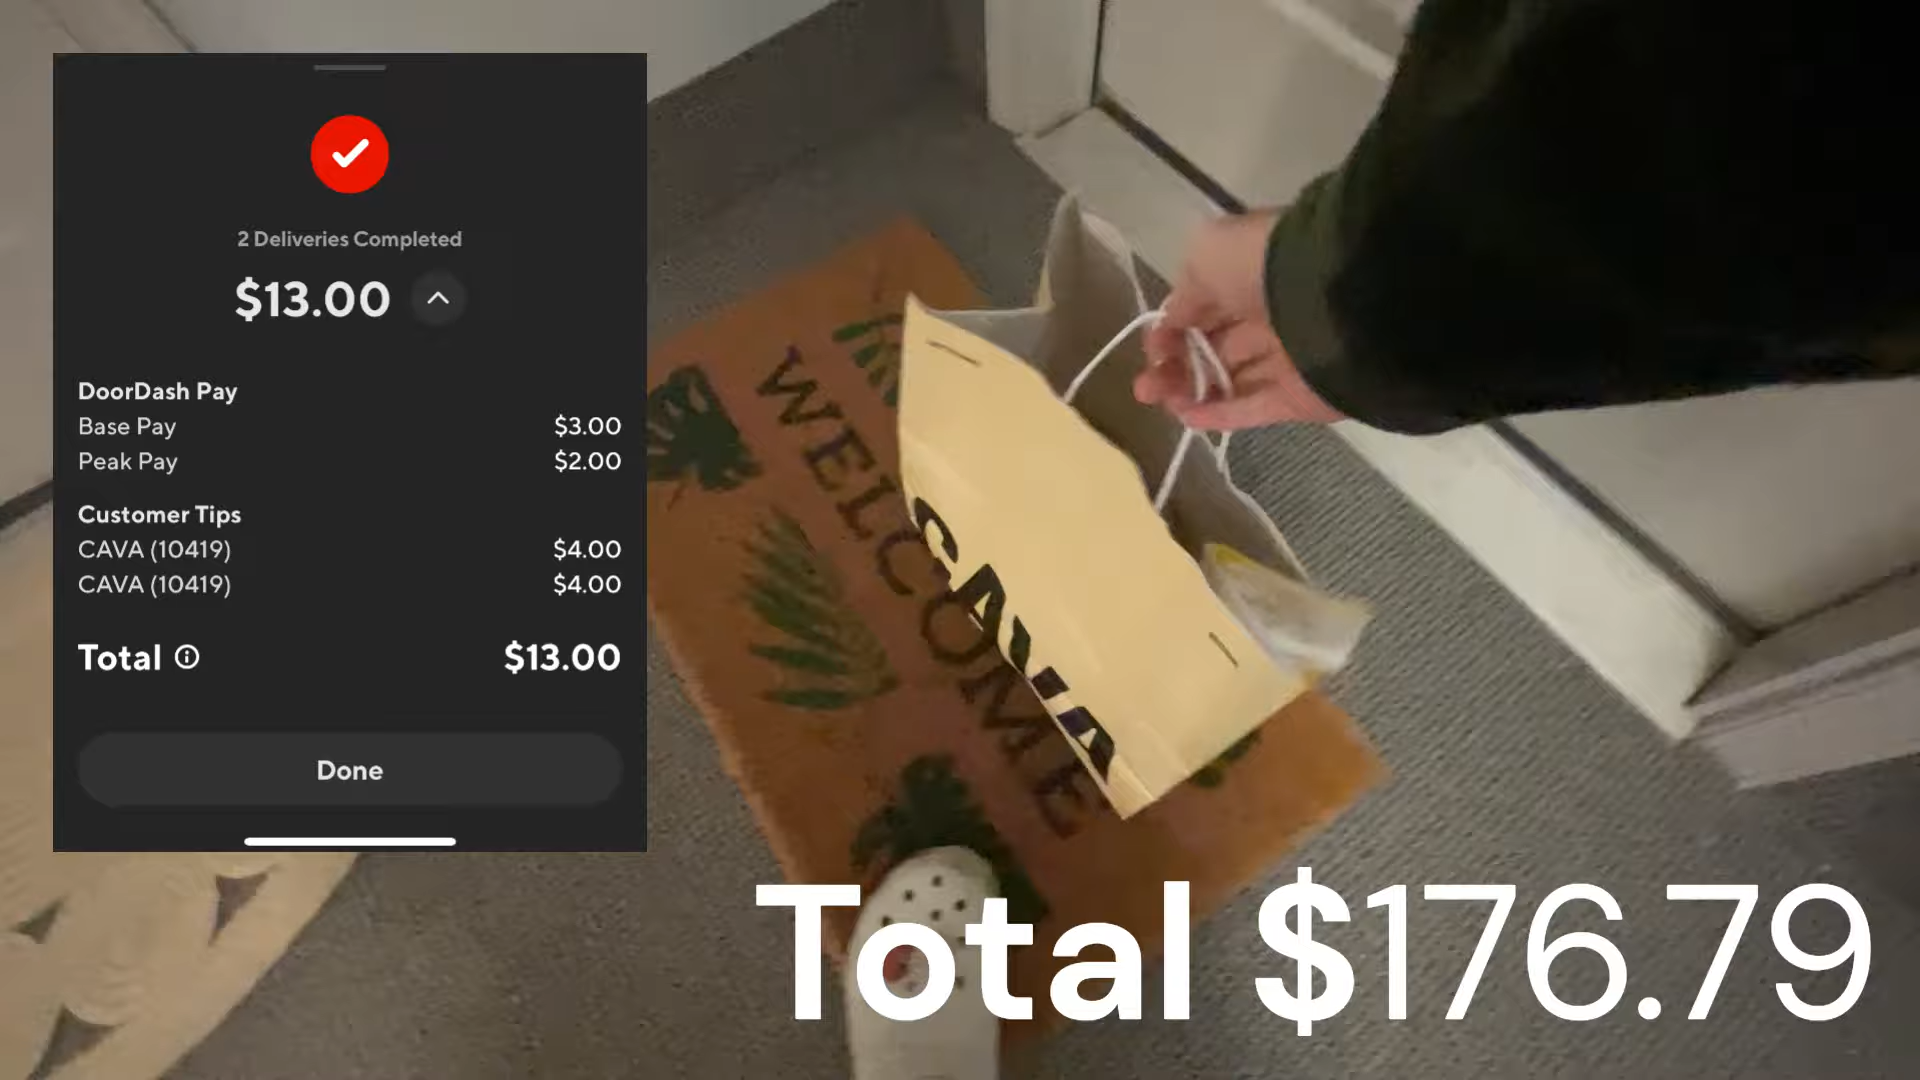 2 Deliveries Completed
$13.00
DoorDash Pay
Base Pay $3.00
Peak Pay $2.00
Customer Tips
CAVA (10419) $4.00
CAVA (10419) $4.00
Total $13.00
Done
WELCOME
CAVA
Total $176.79